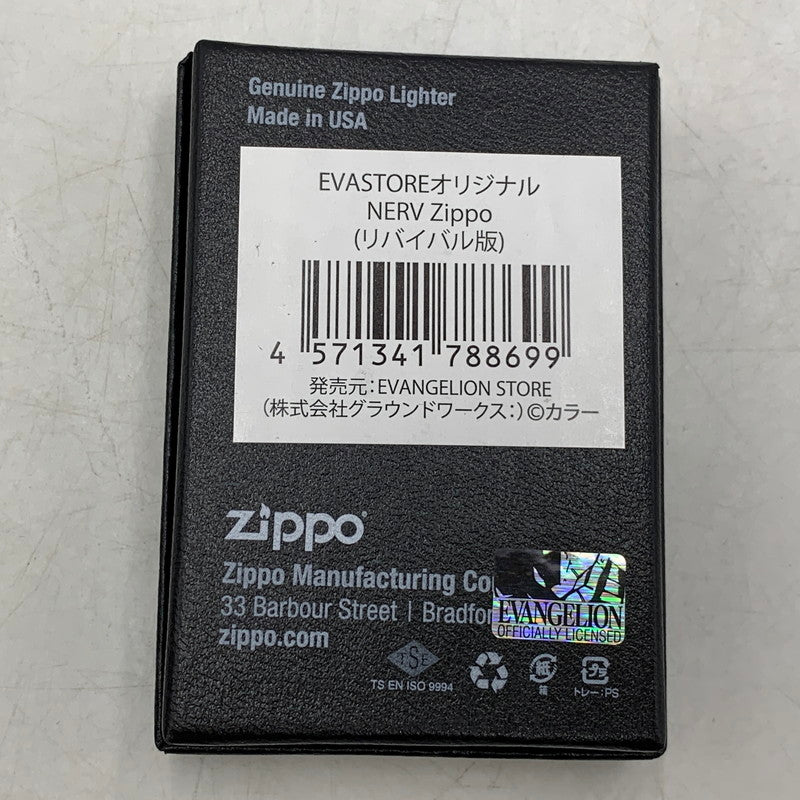 Genuine Zippo Lighter
Made in USA
EVASTOREオリジナル
NERV Zippo
(リバイバル版)
4 571341 788699
発売元:EVANGELION STORE
(株式会社グラウンドワークス:)©カラー
zippo
Zippo Manufacturing Co
33 Barbour Street | Bradfor
zippo.com
EVANGELION
OFFICIALLY LICENSED
TSE
TS EN ISO 9994
紙
箱
プラ
トレー:PS